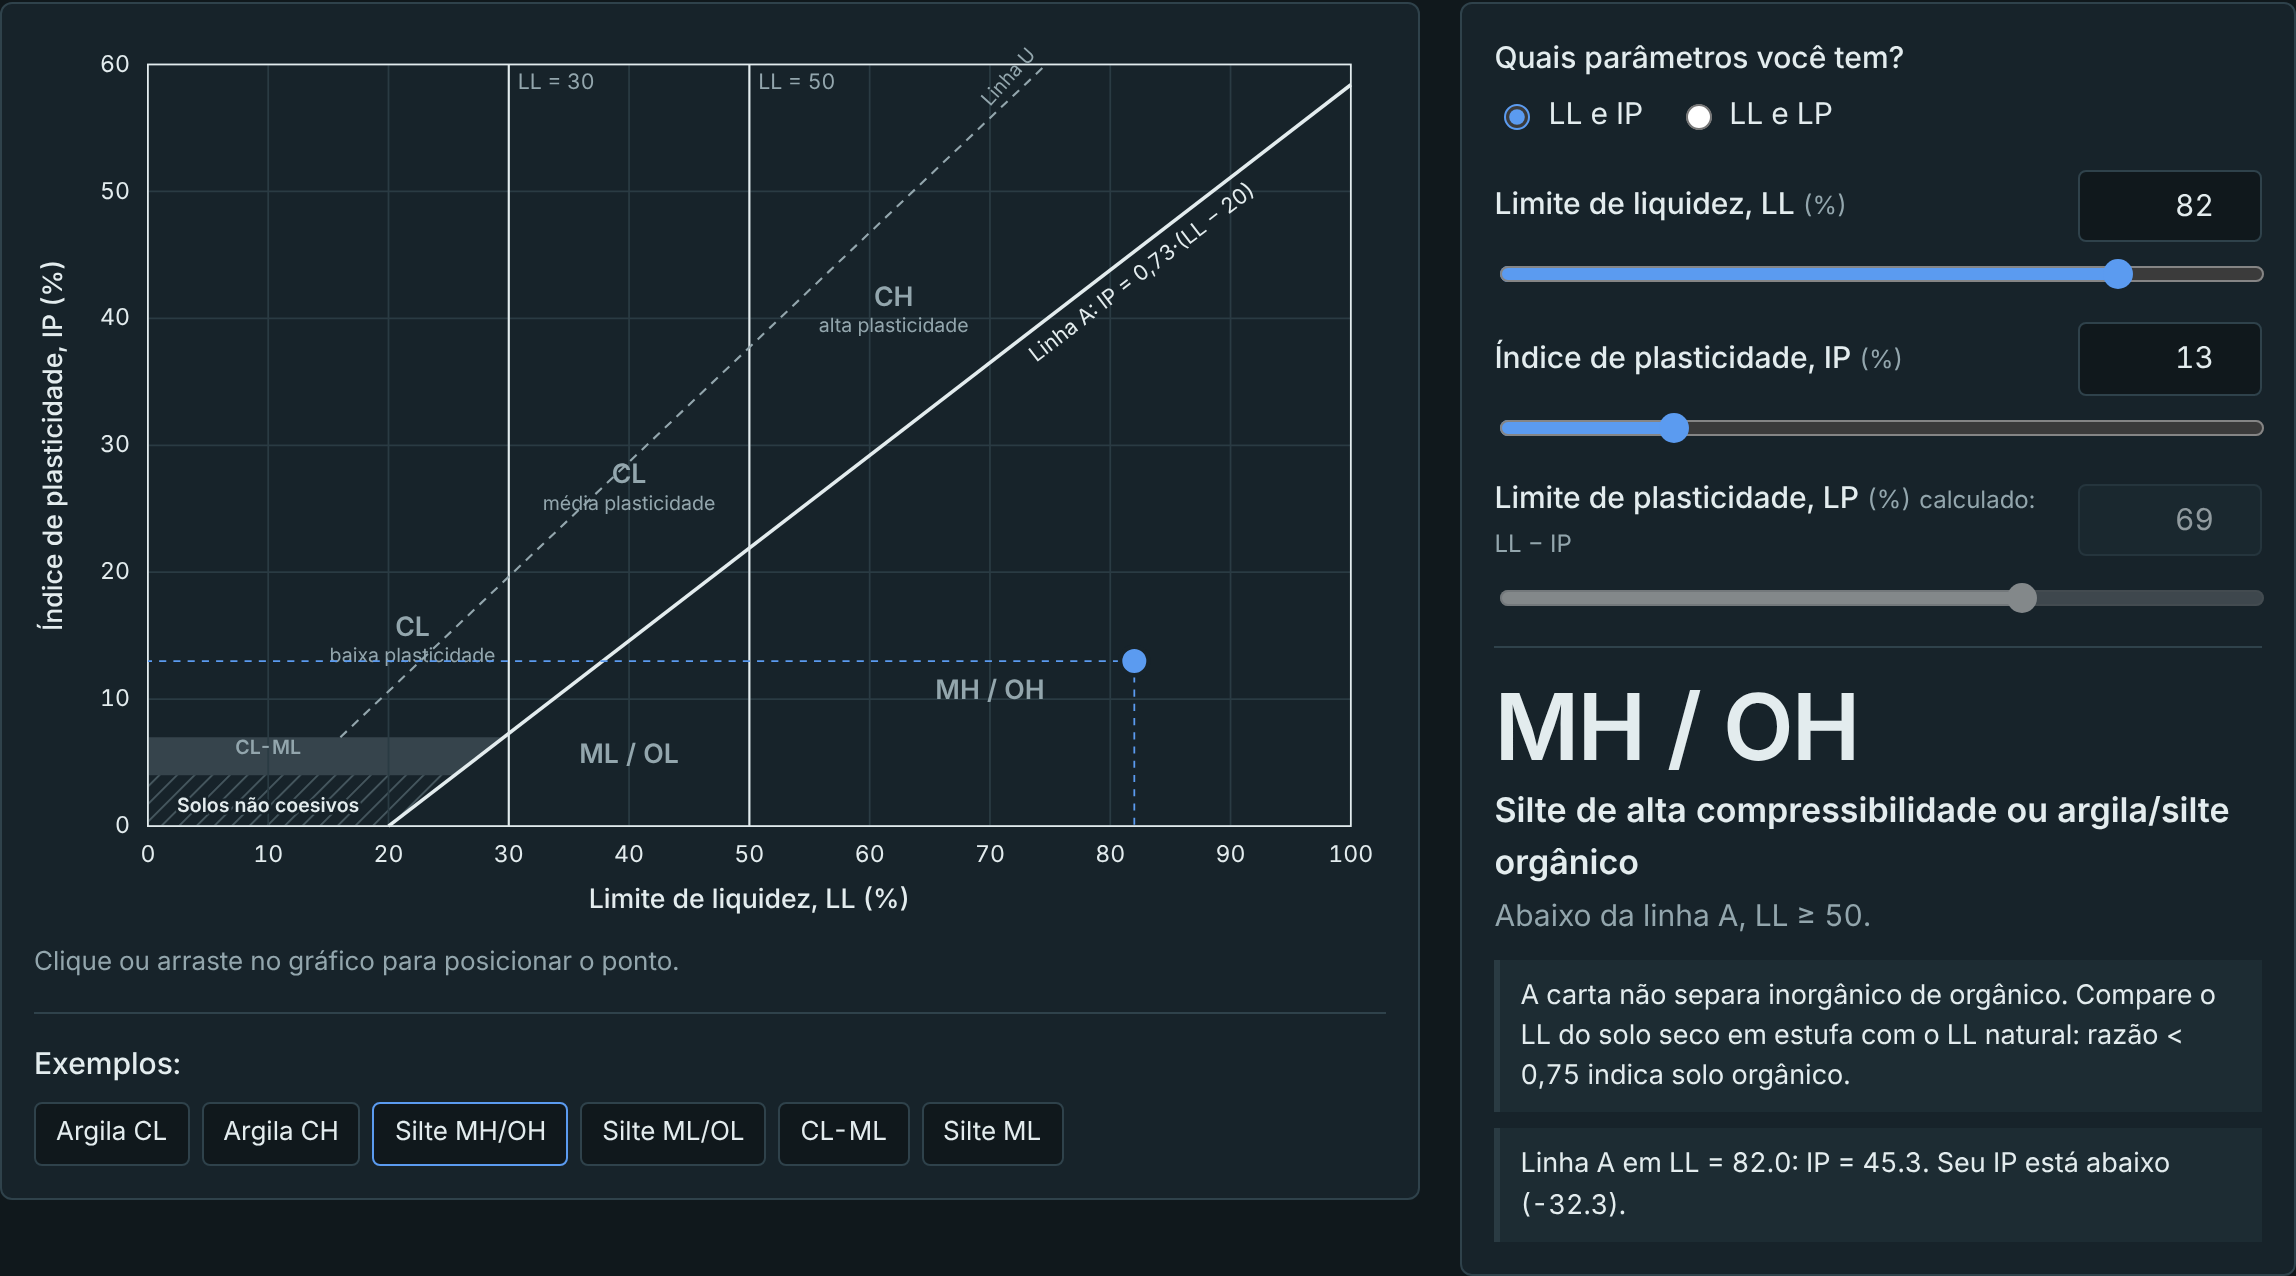 60
50
40
30
20
10
0
0 10 20 30 40 50 60 70 80 90 100
Índice de plasticidade, IP (%)
Limite de liquidez, LL (%)
LL = 30
LL = 50
Linha U
Linha A: IP = 0,73·(LL − 20)
CH
alta plasticidade
CL
média plasticidade
CL
baixa plasticidade
MH / OH
ML / OL
CL-ML
Solos não coesivos
Clique ou arraste no gráfico para posicionar o ponto.
Exemplos:
Argila CL
Argila CH
Silte MH/OH
Silte ML/OL
CL-ML
Silte ML
Quais parâmetros você tem?
LL e IP
LL e LP
Limite de liquidez, LL (%)
82
Índice de plasticidade, IP (%)
13
Limite de plasticidade, LP (%) calculado:
LL − IP
69
MH / OH
Silte de alta compressibilidade ou argila/silte
orgânico
Abaixo da linha A, LL ≥ 50.
A carta não separa inorgânico de orgânico. Compare o
LL do solo seco em estufa com o LL natural: razão <
0,75 indica solo orgânico.
Linha A em LL = 82.0: IP = 45.3. Seu IP está abaixo
(-32.3).